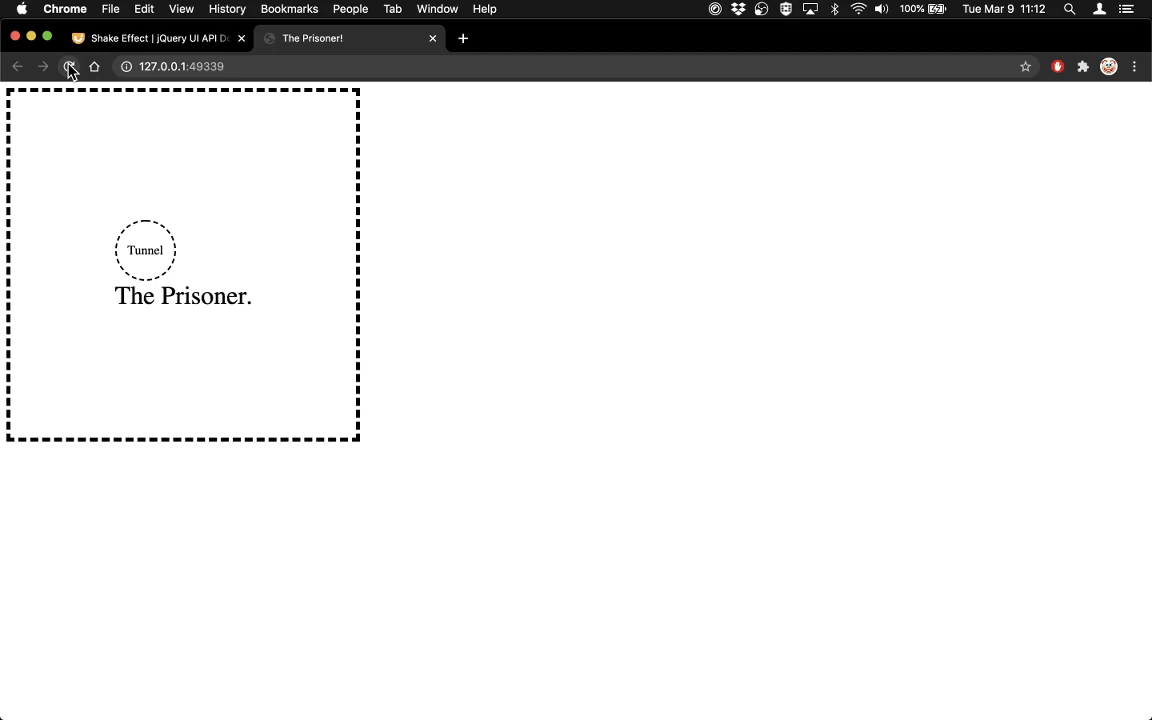 Chrome File Edit View History Bookmarks People Tab Window Help 100% Tue Mar 9 11:12
Shake Effect | jQuery UI API Do The Prisoner!
127.0.0.1:49339
Tunnel
The Prisoner.